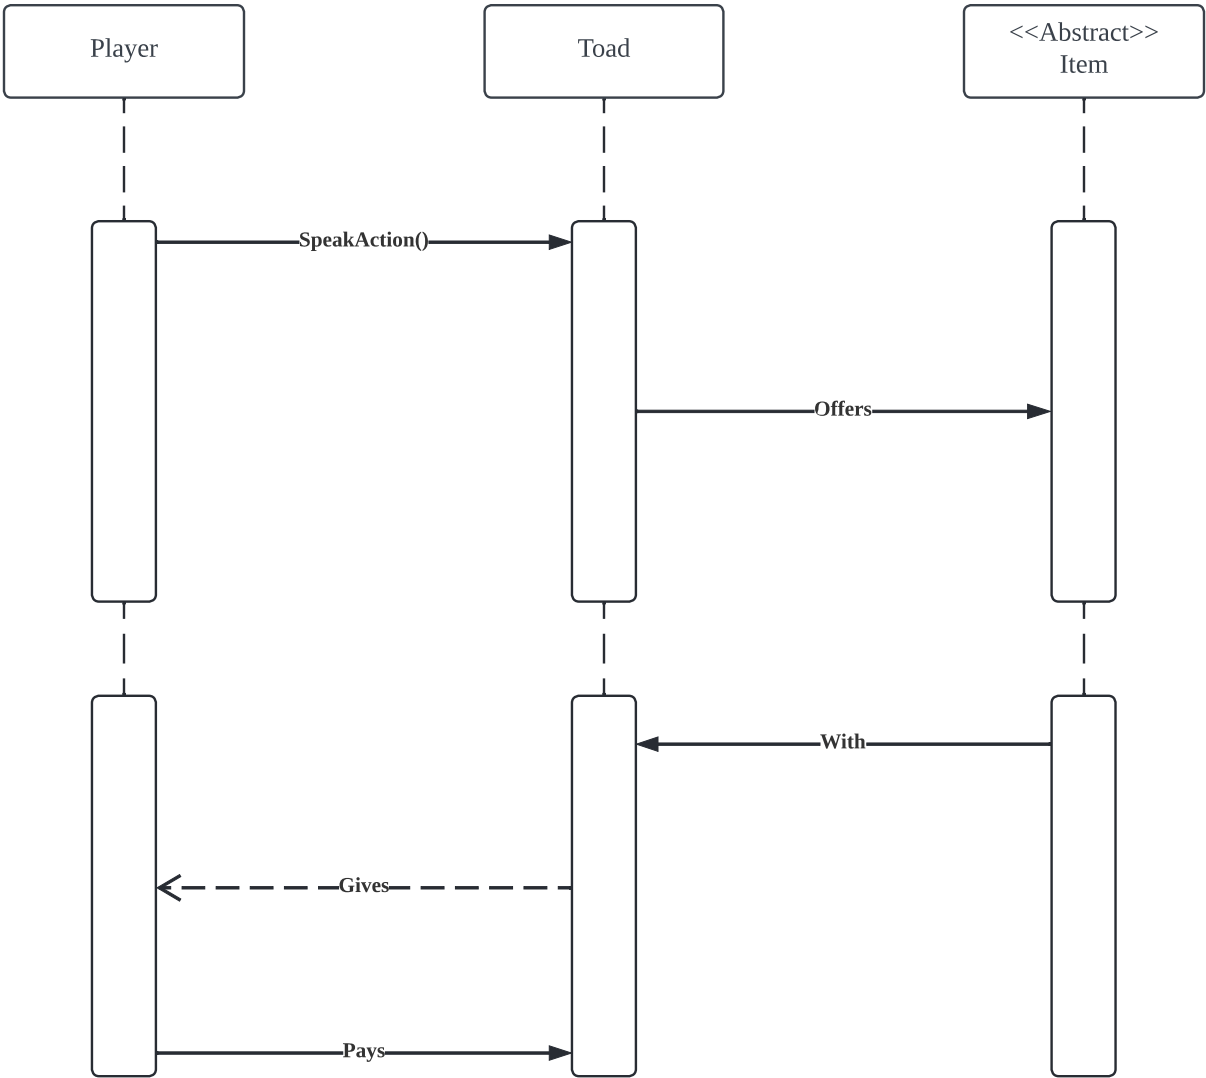 Player
Toad
<<Abstract>>
Item
SpeakAction()
Offers
With
Gives
Pays